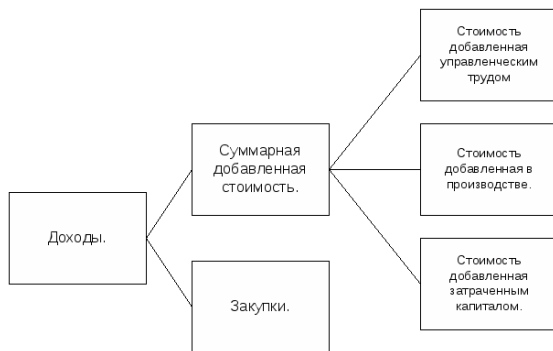 Доходы.
Суммарная
добавленная
стоимость.
Закупки.
Стоимость
добавленная
управленческим
трудом
Стоимость
добавленная в
производстве.
Стоимость
добавленная
затраченным
капиталом.